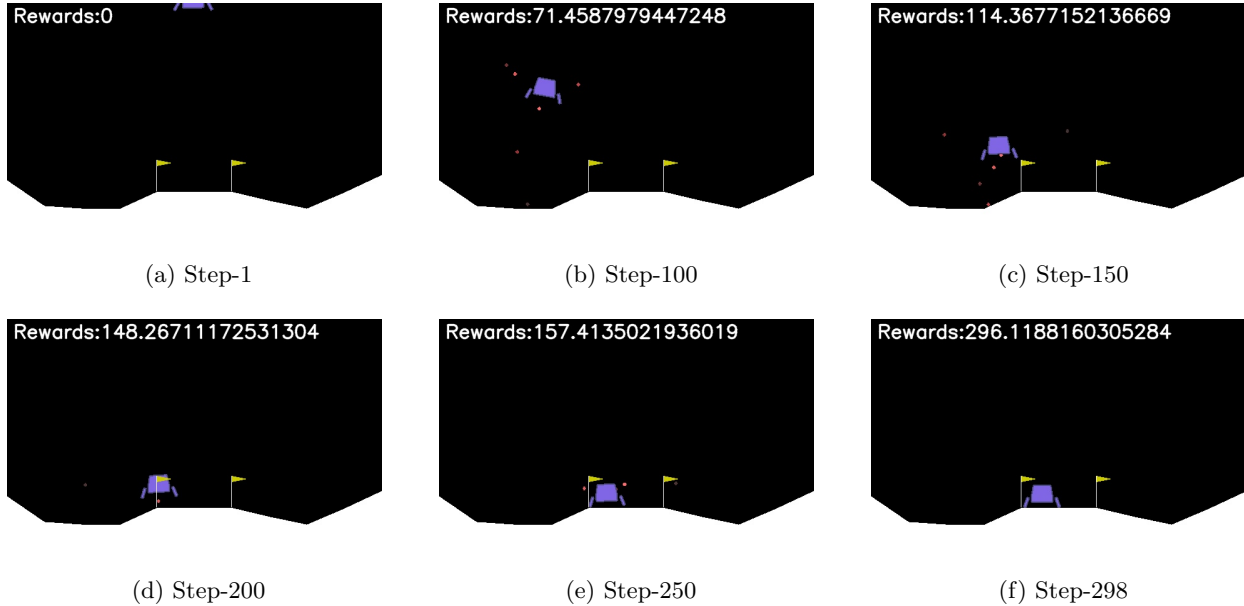 Rewards:0
Rewards:71.4587979447248
Rewards:114.3677152136669
(a) Step-1
(b) Step-100
(c) Step-150
Rewards:148.26711172531304
Rewards:157.4135021936019
Rewards:296.1188160305284
(d) Step-200
(e) Step-250
(f) Step-298